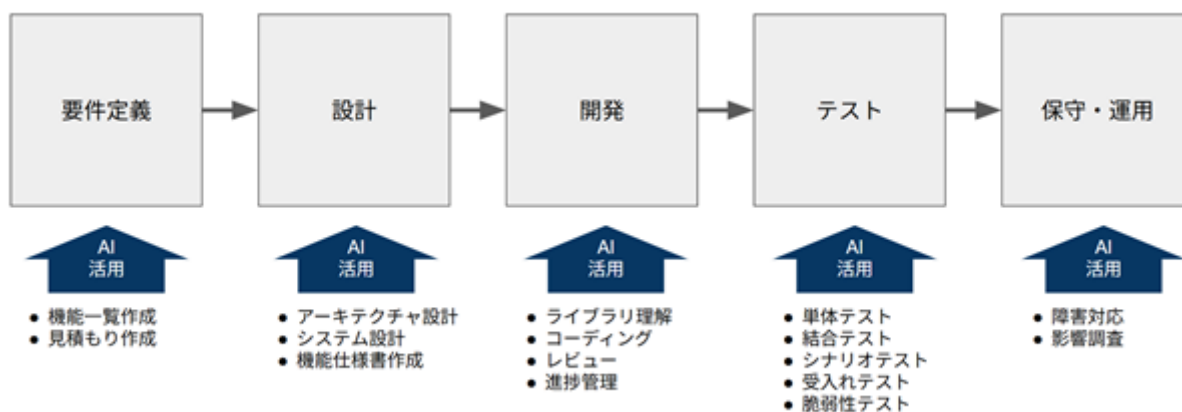 要件定義
設計
開発
テスト
保守・運用
AI
活用
AI
活用
AI
活用
AI
活用
AI
活用
● 機能一覧作成
● 見積もり作成
● アーキテクチャ設計
● システム設計
● 機能仕様書作成
● ライブラリ理解
● コーディング
● レビュー
● 進捗管理
● 単体テスト
● 結合テスト
● シナリオテスト
● 受入れテスト
● 脆弱性テスト
● 障害対応
● 影響調査